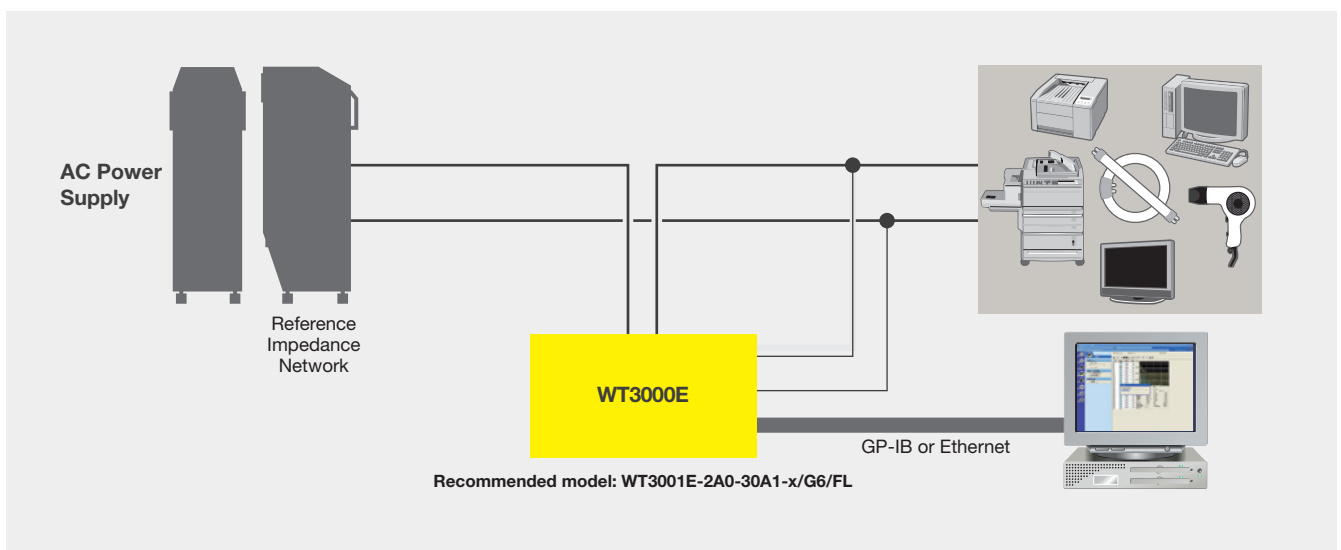 AC Power
Supply
Reference
Impedance
Network
WT3000E
GP-IB or Ethernet
Recommended model: WT3001E-2A0-30A1-x/G6/FL